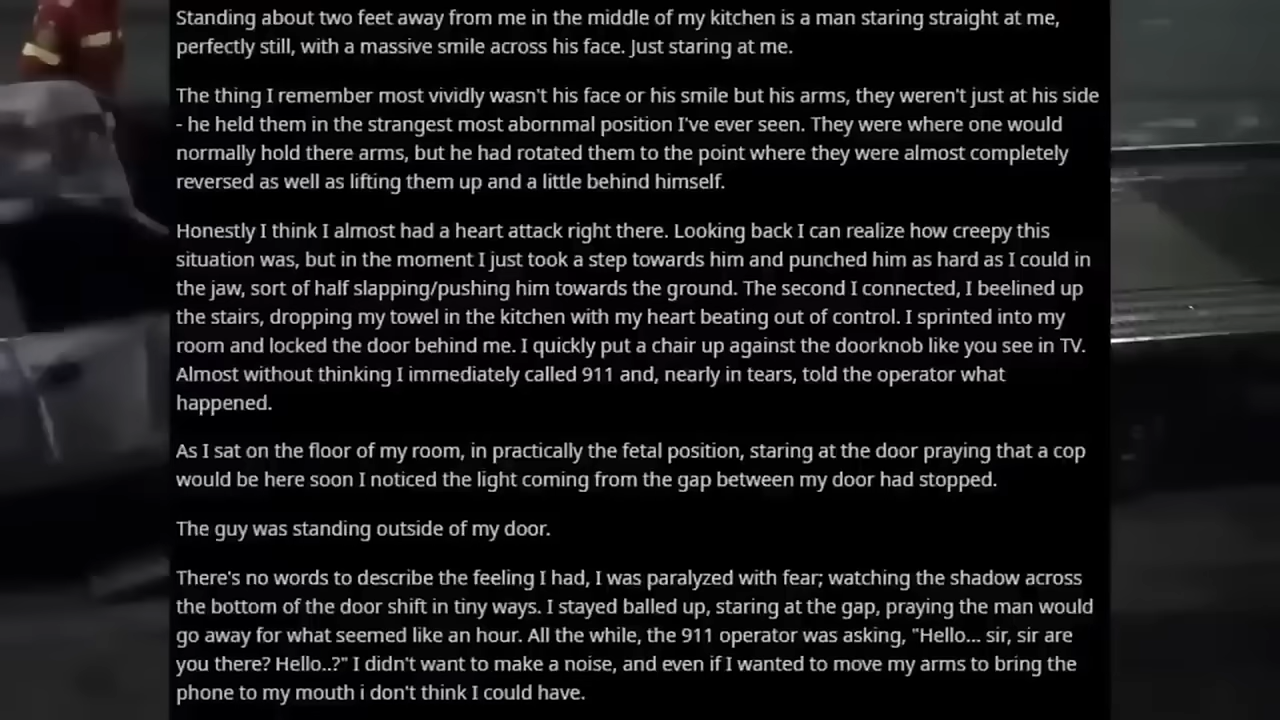 Standing about two feet away from me in the middle of my kitchen is a man staring straight at me,
perfectly still, with a massive smile across his face. Just staring at me.
The thing I remember most vividly wasn't his face or his smile but his arms, they weren't just at his side
- he held them in the strangest most abornmal position I've ever seen. They were where one would
normally hold there arms, but he had rotated them to the point where they were almost completely
reversed as well as lifting them up and a little behind himself.
Honestly I think I almost had a heart attack right there. Looking back I can realize how creepy this
situation was, but in the moment I just took a step towards him and punched him as hard as I could in
the jaw, sort of half slapping/pushing him towards the ground. The second I connected, I beelined up
the stairs, dropping my towel in the kitchen with my heart beating out of control. I sprinted into my
room and locked the door behind me. I quickly put a chair up against the doorknob like you see in TV.
Almost without thinking I immediately called 911 and, nearly in tears, told the operator what
happened.
As I sat on the floor of my room, in practically the fetal position, staring at the door praying that a cop
would be here soon I noticed the light coming from the gap between my door had stopped.
The guy was standing outside of my door.
There's no words to describe the feeling I had, I was paralyzed with fear; watching the shadow across
the bottom of the door shift in tiny ways. I stayed balled up, staring at the gap, praying the man would
go away for what seemed like an hour. All the while, the 911 operator was asking, "Hello... sir, sir are
you there? Hello..?" I didn't want to make a noise, and even if I wanted to move my arms to bring the
phone to my mouth i don't think I could have.